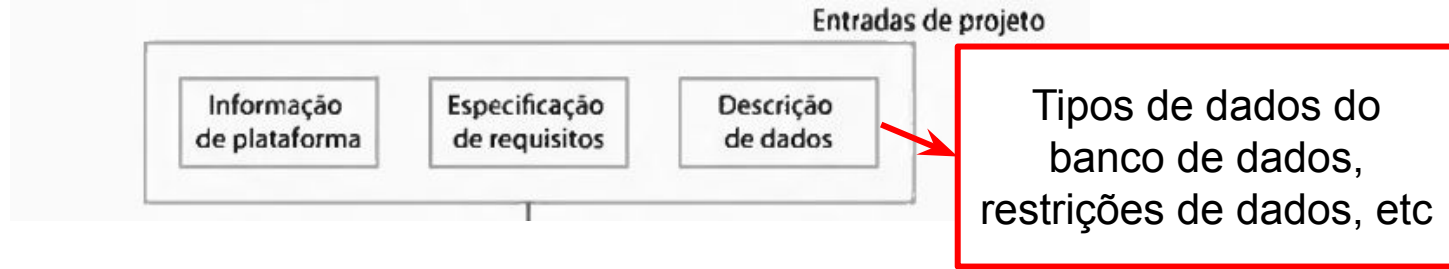 Entradas de projeto
Informação
de plataforma
Especificação
de requisitos
Descrição
de dados
Tipos de dados do
banco de dados,
restrições de dados, etc